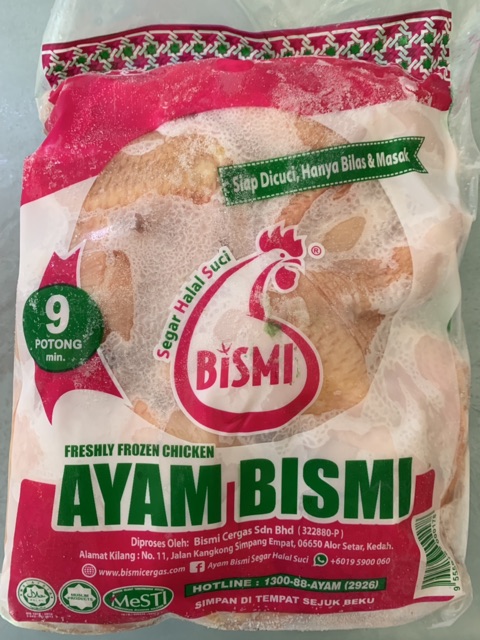 Siap Dicuci, Hanya Bilas & Masak
Segar Halal Suci
®
BiSMI
9
POTONG
min.
FRESHLY FROZEN CHICKEN
AYAM BISMI
Diproses Oleh: Bismi Cergas Sdn Bhd (322880-P)
Alamat Kilang : No. 11, Jalan Kangkong Simpang Empat, 06650 Alor Setar, Kedah.
www.bismicergas.com Ayam Bismi Segar Halal Suci +6019 5900 060
HALAL
MUSLIM PRODUCTS
MeSTI
HOTLINE : 1300-88-AYAM (2926)
SIMPAN DI TEMPAT SEJUK BEKU